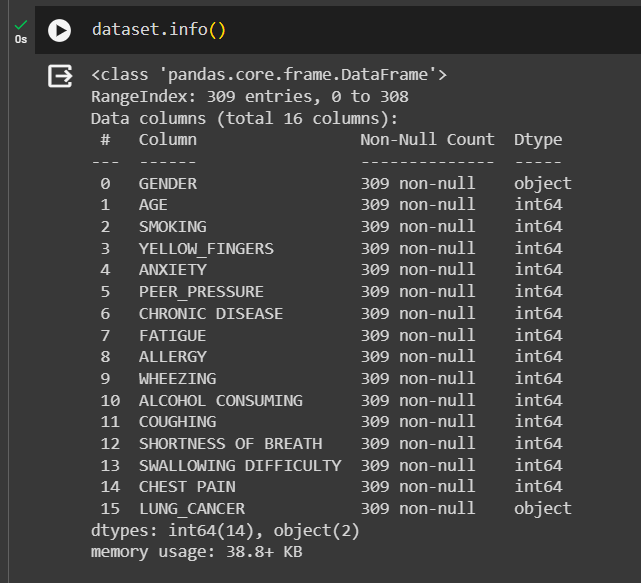 0s
dataset.info()
<class 'pandas.core.frame.DataFrame'>
RangeIndex: 309 entries, 0 to 308
Data columns (total 16 columns):
 #   Column                 Non-Null Count  Dtype
---  ------                 --------------  -----
 0   GENDER                 309 non-null    object
 1   AGE                    309 non-null    int64
 2   SMOKING                309 non-null    int64
 3   YELLOW_FINGERS         309 non-null    int64
 4   ANXIETY                309 non-null    int64
 5   PEER_PRESSURE          309 non-null    int64
 6   CHRONIC DISEASE        309 non-null    int64
 7   FATIGUE                309 non-null    int64
 8   ALLERGY                309 non-null    int64
 9   WHEEZING               309 non-null    int64
 10  ALCOHOL CONSUMING      309 non-null    int64
 11  COUGHING               309 non-null    int64
 12  SHORTNESS OF BREATH    309 non-null    int64
 13  SWALLOWING DIFFICULTY  309 non-null    int64
 14  CHEST PAIN             309 non-null    int64
 15  LUNG_CANCER            309 non-null    object
dtypes: int64(14), object(2)
memory usage: 38.8+ KB